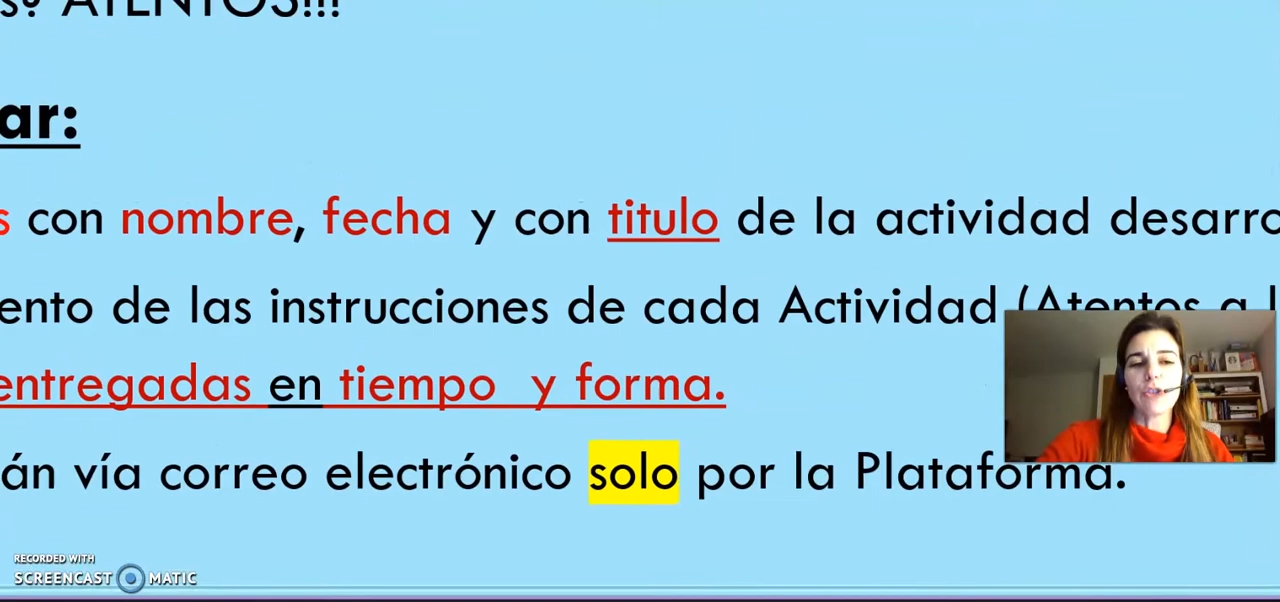 s? ATENTOS!!!
ar:
s con nombre, fecha y con titulo de la actividad desarro
ento de las instrucciones de cada Actividad (Atentos a l
entregadas en tiempo y forma.
án vía correo electrónico solo por la Plataforma.
RECORDED WITH
SCREENCAST MATIC